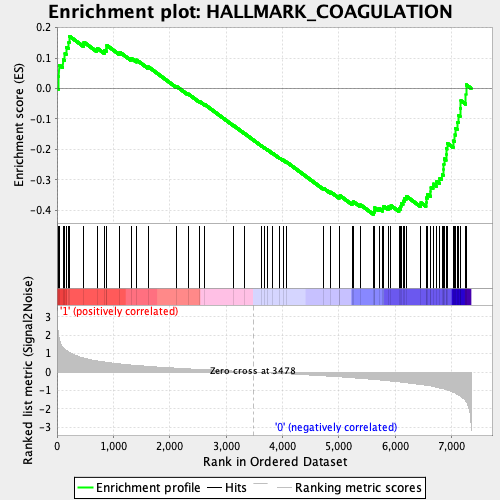 Enrichment plot: HALLMARK_COAGULATION
Enrichment score (ES)
0.2
0.1
0.0
-0.1
-0.2
-0.3
-0.4
'1' (positively correlated)
Ranked list metric (Signal2Noise)
3
2
1
0
-1
-2
-3
Zero cross at 3478
'0' (negatively correlated)
0 1,000 2,000 3,000 4,000 5,000 6,000 7,000
Rank in Ordered Dataset
Enrichment profile Hits Ranking metric scores